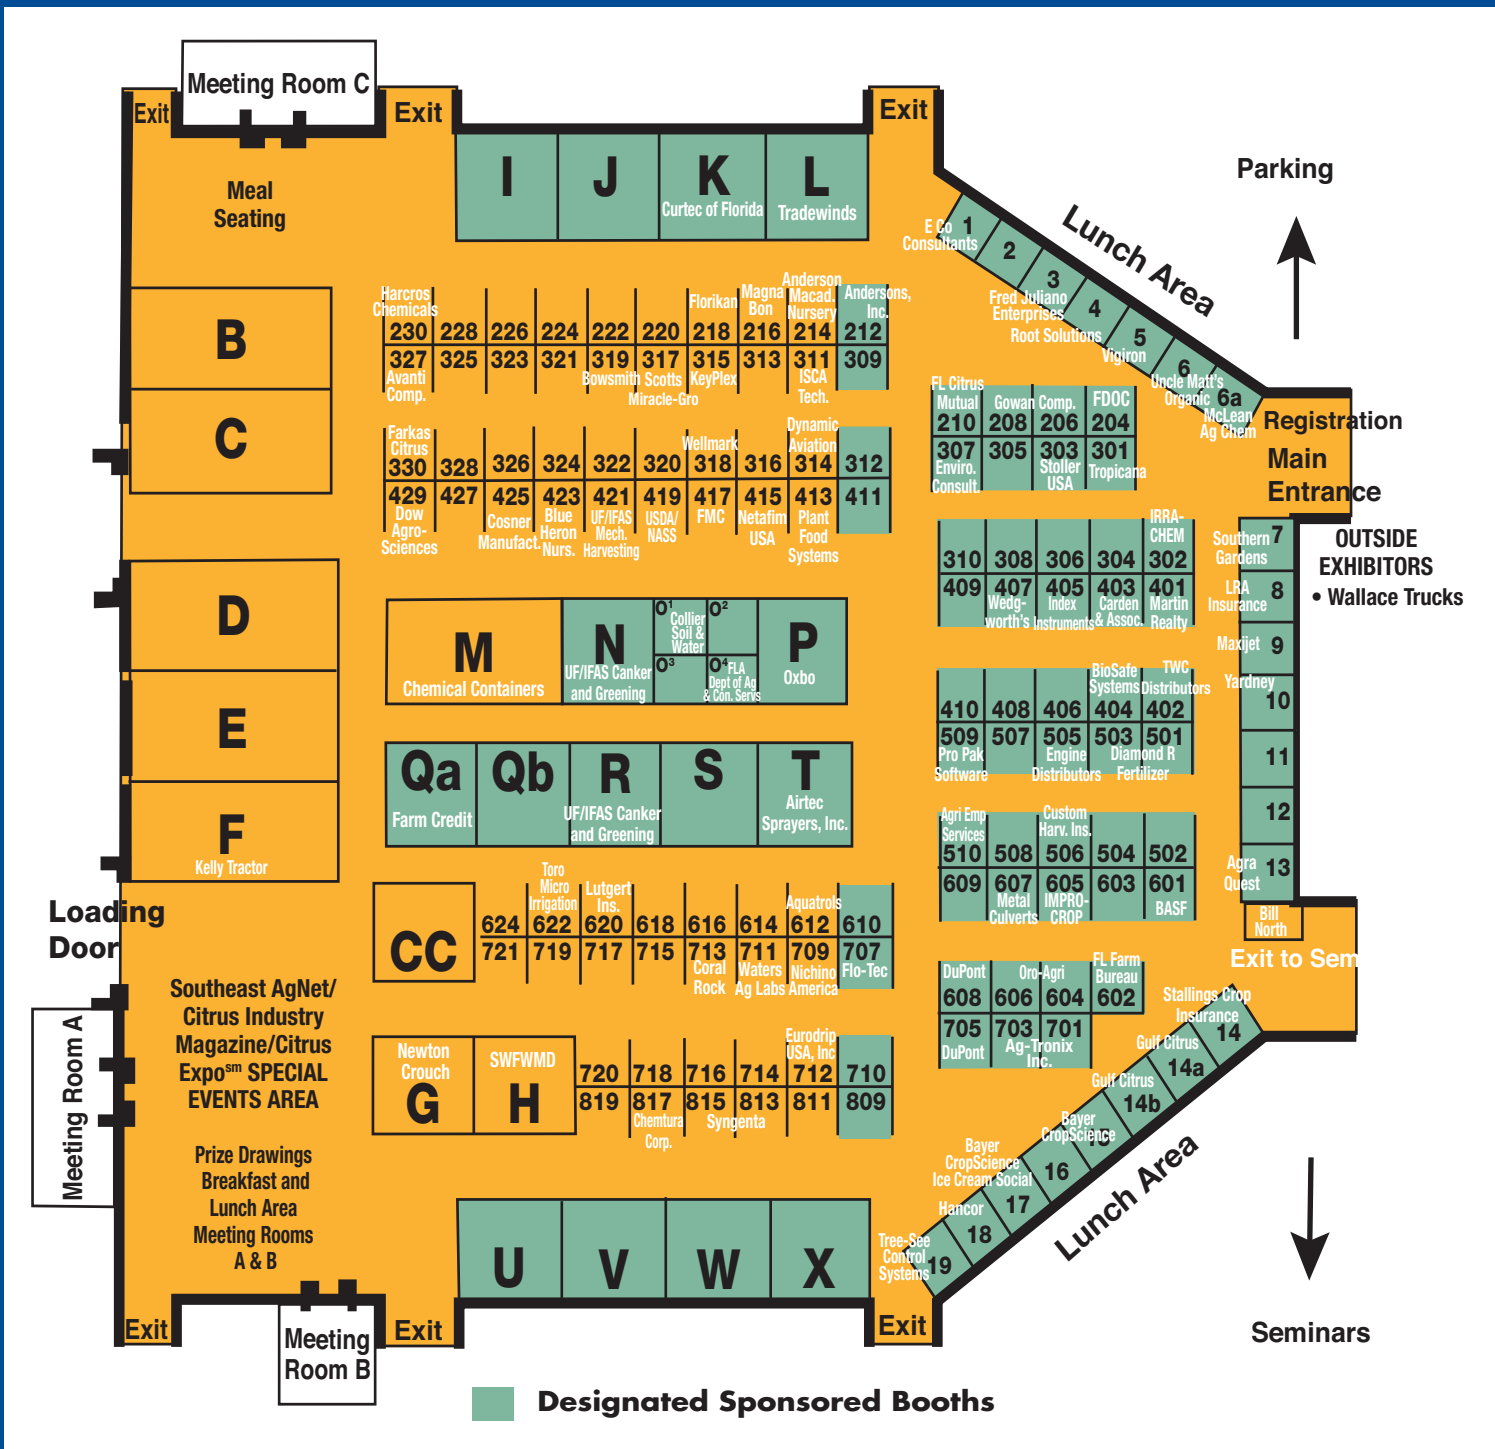 Meeting Room C
Exit
Exit
Exit
Meal
Seating
I
J
K
L
Curtec of Florida
Tradewinds
Parking
Lunch Area
E Co
Consultants
1
2
3
Fred Juliano
Enterprises
4
Root Solutions
5
Vigiron
6
Uncle Matt's
Organic
6a
McLean
Ag Chem
Registration
Main
Entrance
B
C
D
E
F
Kelly Tractor
Harcros
Chemicals
Florikan
Magna
Bon
Anderson
Macad.
Nursery
Andersons,
Inc.
230 228 226 224 222 220 218 216 214 212
327 325 323 321 319 317 315 313 311 309
Avanti
Comp.
Bowsmith
Scotts
Miracle-Gro
KeyPlex
ISCA
Tech.
Farkas
Citrus
Wellmark
Dynamic
Aviation
330 328 326 324 322 320 318 316 314 312
429 427 425 423 421 419 417 415 413 411
Dow
Agro-
Sciences
Cosner
Manufact.
Blue
Heron
Nurs.
UF/IFAS
Mech.
Harvesting
USDA/
NASS
FMC
Netafim
USA
Plant
Food
Systems
FL Citrus
Mutual
Gowan Comp.
FDOC
210 208 206 204
307 305 303 301
Enviro.
Consult.
Stoller
USA
Tropicana
IRRA-
CHEM
310 308 306 304 302
409 407 405 403 401
Wedg-
worth's
Index
Instruments
Carden
& Assoc.
Martin
Realty
Southern
Gardens
7
LRA
Insurance
8
Maxijet
9
Yardney
10
11
12
Agra
Quest
13
Bill
North
OUTSIDE
EXHIBITORS
• Wallace Trucks
M
Chemical Containers
N
UF/IFAS Canker
and Greening
O1
Collier
Soil &
Water
O2
O3
O4 FLA
Dept of Ag
& Con. Servs
P
Oxbo
BioSafe
Systems
TWC
Distributors
410 408 406 404 402
509 507 505 503 501
Pro Pak
Software
Engine
Distributors
Diamond R
Fertilizer
Qa
Farm Credit
Qb
R
UF/IFAS Canker
and Greening
S
T
Airtec
Sprayers, Inc.
Agri Emp
Services
Custom
Harv. Ins.
510 508 506 504 502
609 607 605 603 601
Metal
Culverts
IMPRO-
CROP
BASF
Loading
Door
CC
Toro
Micro
Irrigation
Lutgert
Ins.
Aquatrols
624 622 620 618 616 614 612 610
721 719 717 715 713 711 709 707
Coral
Rock
Waters
Ag Labs
Nichino
America
Flo-Tec
Exit to Sem
DuPont
Oro-Agri
FL Farm
Bureau
608 606 604 602
705 703 701
DuPont
Ag-Tronix
Inc.
Southeast AgNet/
Citrus Industry
Magazine/Citrus
Expo℠ SPECIAL
EVENTS AREA
Prize Drawings
Breakfast and
Lunch Area
Meeting Rooms
A & B
Meeting Room A
Newton
Crouch
G
SWFWMD
H
Eurodrip
USA, Inc
720 718 716 714 712 710
819 817 815 813 811 809
Chemtura
Corp.
Syngenta
Stallings Crop
Insurance
14
Gulf Citrus
14a
Gulf Citrus
14b
Bayer
CropScience
15
16
Bayer
CropScience
Ice Cream Social
17
Hancor
18
Tree-See
Control
Systems
19
Lunch Area
U
V
W
X
Exit
Exit
Exit
Meeting
Room B
Seminars
Designated Sponsored Booths